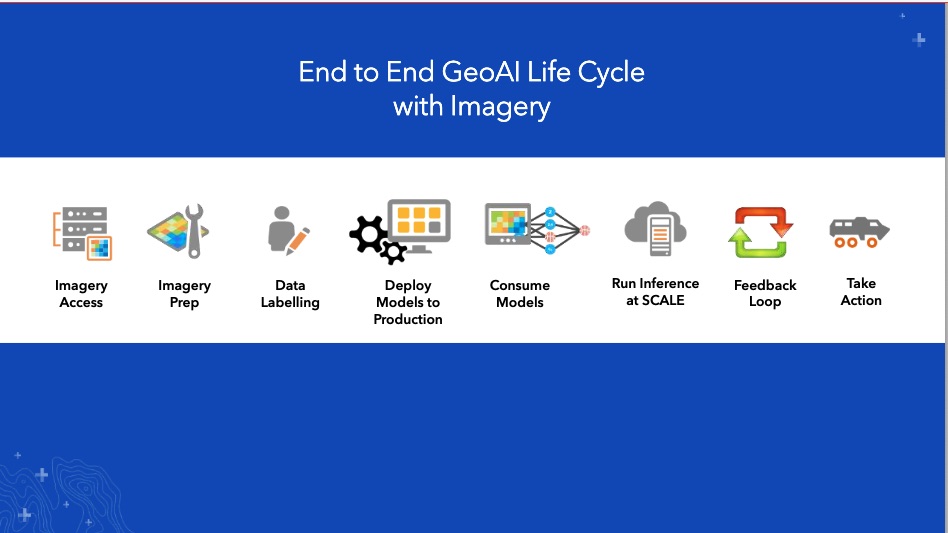 End to End GeoAI Life Cycle
with Imagery
Imagery
Access
Imagery
Prep
Data
Labelling
Deploy
Models to
Production
Consume
Models
Run Inference
at SCALE
Feedback
Loop
Take
Action